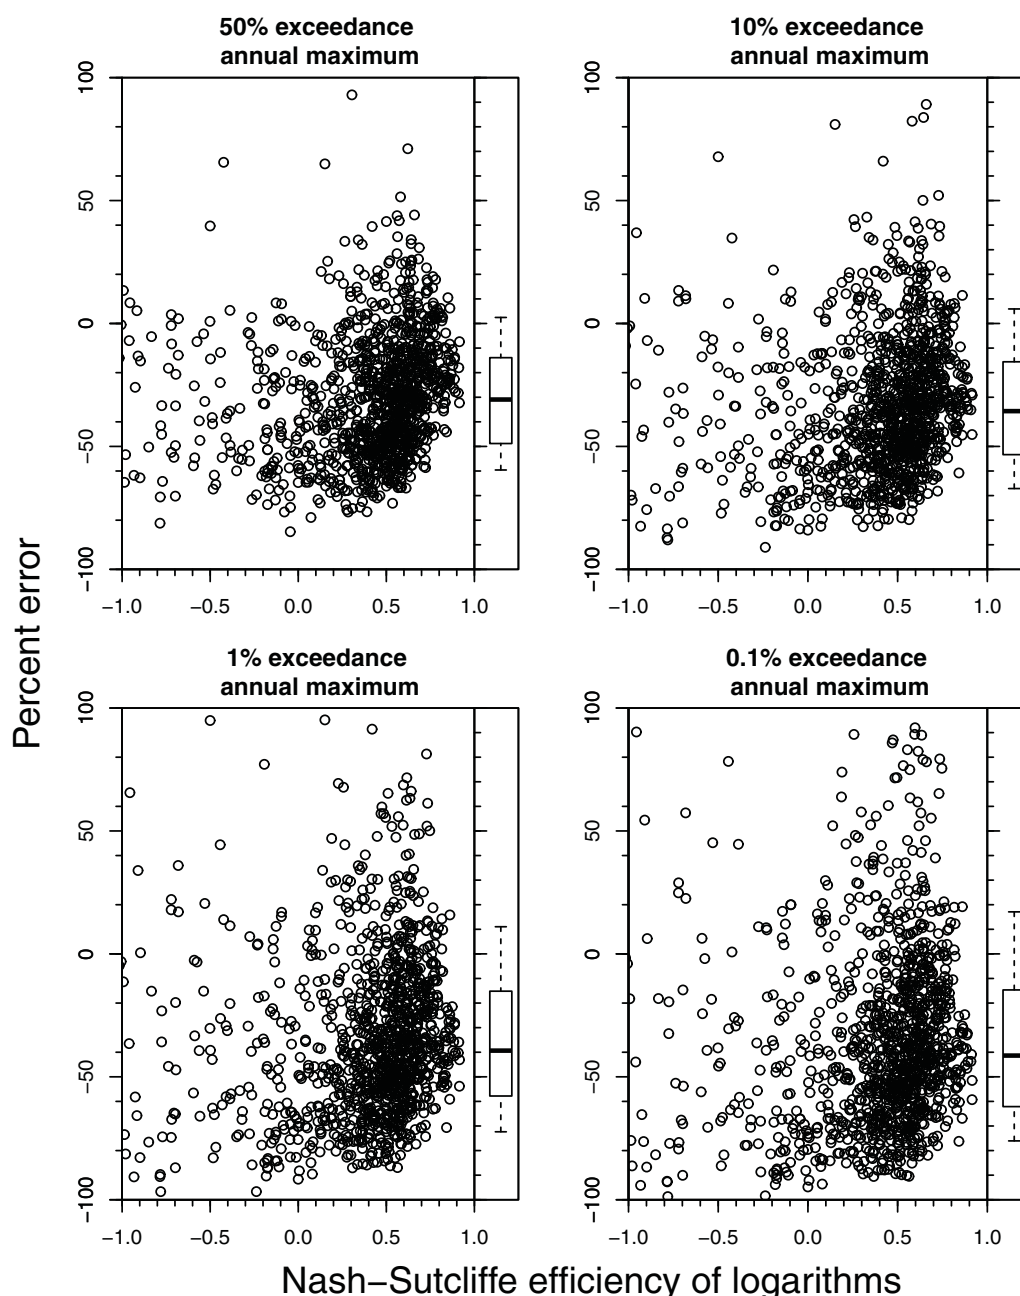 50% exceedance
annual maximum
10% exceedance
annual maximum
100
50
0
−50
−100
−1.0 −0.5 0.0 0.5 1.0
100
50
0
−50
−100
−1.0 −0.5 0.0 0.5 1.0
Percent error
1% exceedance
annual maximum
0.1% exceedance
annual maximum
100
50
0
−50
−100
−1.0 −0.5 0.0 0.5 1.0
100
50
0
−50
−100
−1.0 −0.5 0.0 0.5 1.0
Nash−Sutcliffe efficiency of logarithms